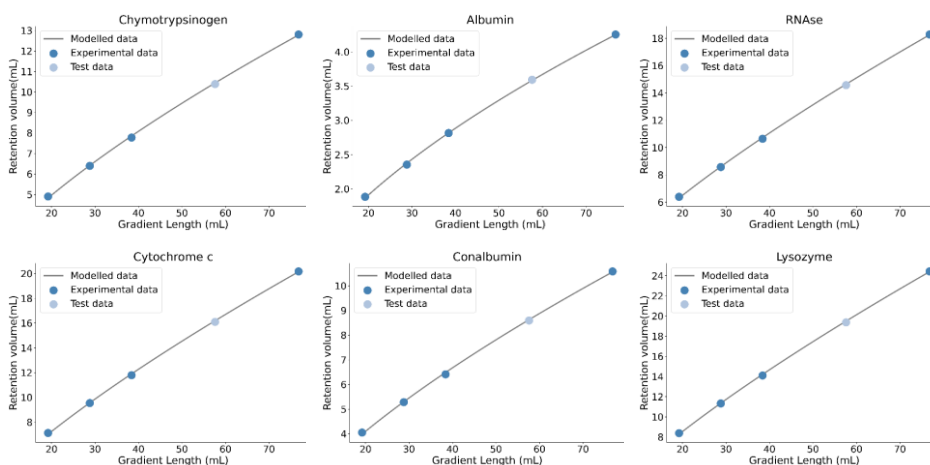 Chymotrypsinogen
Modelled data
Experimental data
Test data
13
12
11
10
9
8
7
6
5
Retention volume(mL)
20 30 40 50 60 70
Gradient Length (mL)
Albumin
Modelled data
Experimental data
Test data
4.0
3.5
3.0
2.5
2.0
Retention volume(mL)
20 30 40 50 60 70
Gradient Length (mL)
RNAse
Modelled data
Experimental data
Test data
18
16
14
12
10
8
6
Retention volume(mL)
20 30 40 50 60 70
Gradient Length (mL)
Cytochrome c
Modelled data
Experimental data
Test data
20
18
16
14
12
10
8
Retention volume(mL)
20 30 40 50 60 70
Gradient Length (mL)
Conalbumin
Modelled data
Experimental data
Test data
10
9
8
7
6
5
4
Retention volume(mL)
20 30 40 50 60 70
Gradient Length (mL)
Lysozyme
Modelled data
Experimental data
Test data
24
22
20
18
16
14
12
10
8
Retention volume(mL)
20 30 40 50 60 70
Gradient Length (mL)